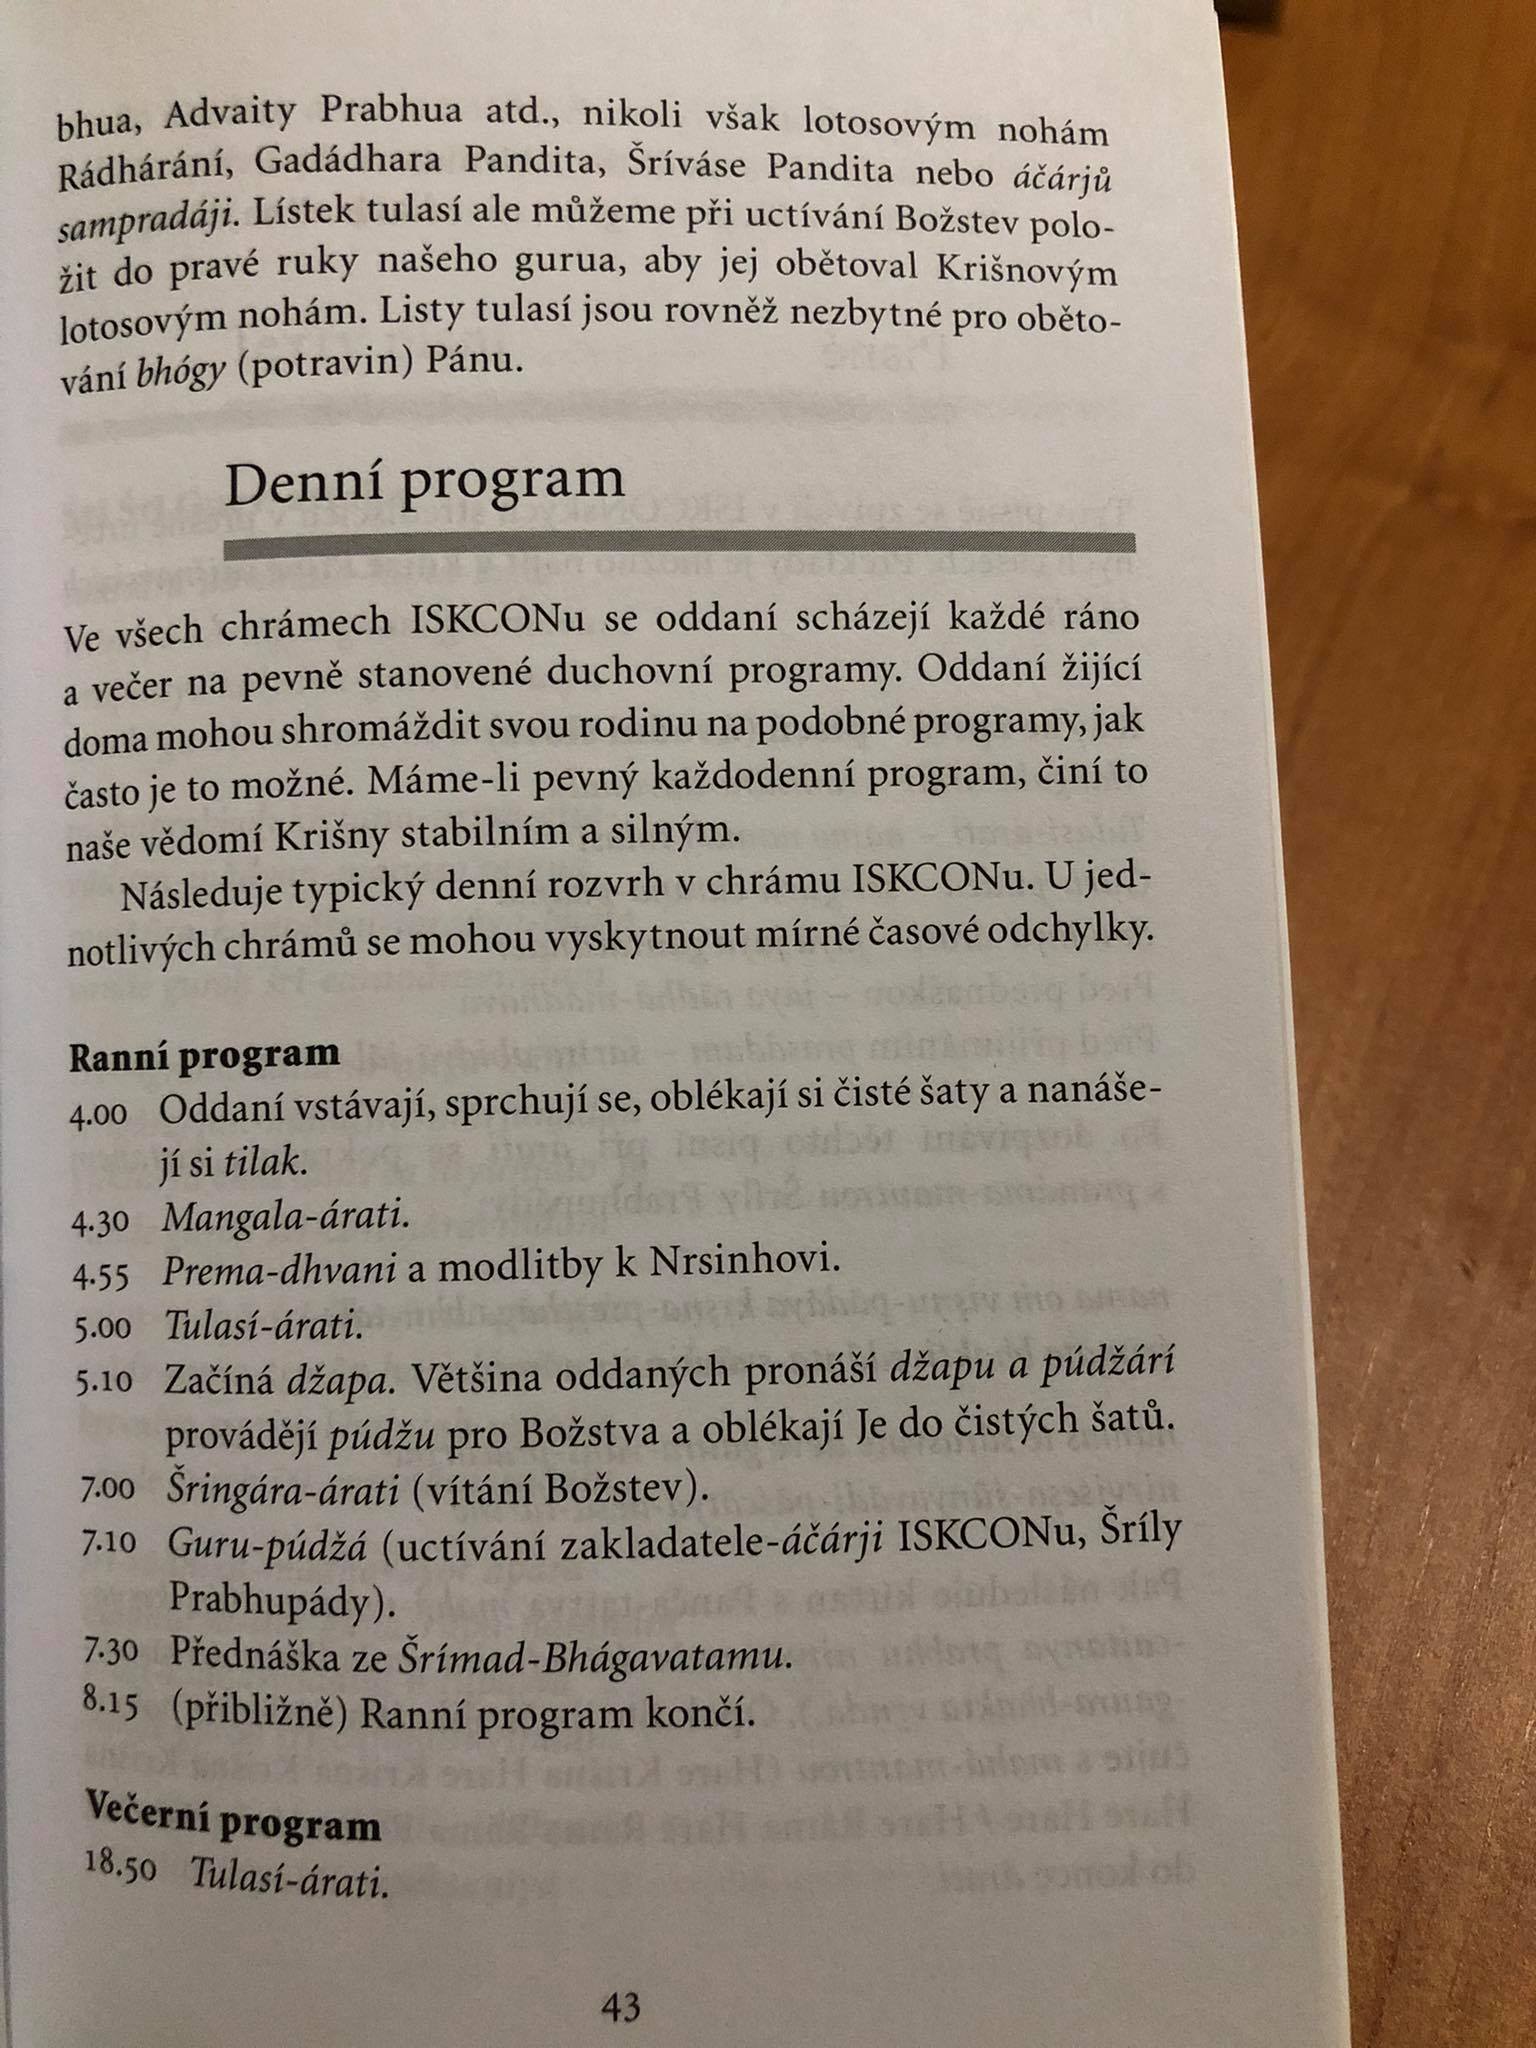 bhua, Advaity Prabhua atd., nikoli však lotosovým nohám
Rádhárání, Gadádhara Pandita, Šríváse Pandita nebo áčárjů
sampradáji. Lístek tulasí ale můžeme při uctívání Božstev polo-
žit do pravé ruky našeho gurua, aby jej obětoval Krišnovým
lotosovým nohám. Listy tulasí jsou rovněž nezbytné pro oběto-
vání bhógy (potravin) Pánu.
Denní program
Ve všech chrámech ISKCONu se oddaní scházejí každé ráno
a večer na pevně stanovené duchovní programy. Oddaní žijící
doma mohou shromáždit svou rodinu na podobné programy, jak
často je to možné. Máme-li pevný každodenní program, činí to
naše vědomí Krišny stabilním a silným.
Následuje typický denní rozvrh v chrámu ISKCONu. U jed-
notlivých chrámů se mohou vyskytnout mírné časové odchylky.
Ranní program
4.00 Oddaní vstávají, sprchují se, oblékají si čisté šaty a nanáše-
jí si tilak.
4.30 Mangala-árati.
4.55 Prema-dhvani a modlitby k Nrsinhovi.
5.00 Tulasí-árati.
5.10 Začíná džapa. Většina oddaných pronáší džapu a púdžárí
provádějí púdžu pro Božstva a oblékají Je do čistých šatů.
7.00 Šringára-árati (vítání Božstev).
7.10 Guru-púdžá (uctívání zakladatele-áčárji ISKCONu, Šríly
Prabhupády).
7.30 Přednáška ze Šrímad-Bhágavatamu.
8.15 (přibližně) Ranní program končí.
Večerní program
18.50 Tulasí-árati.
43